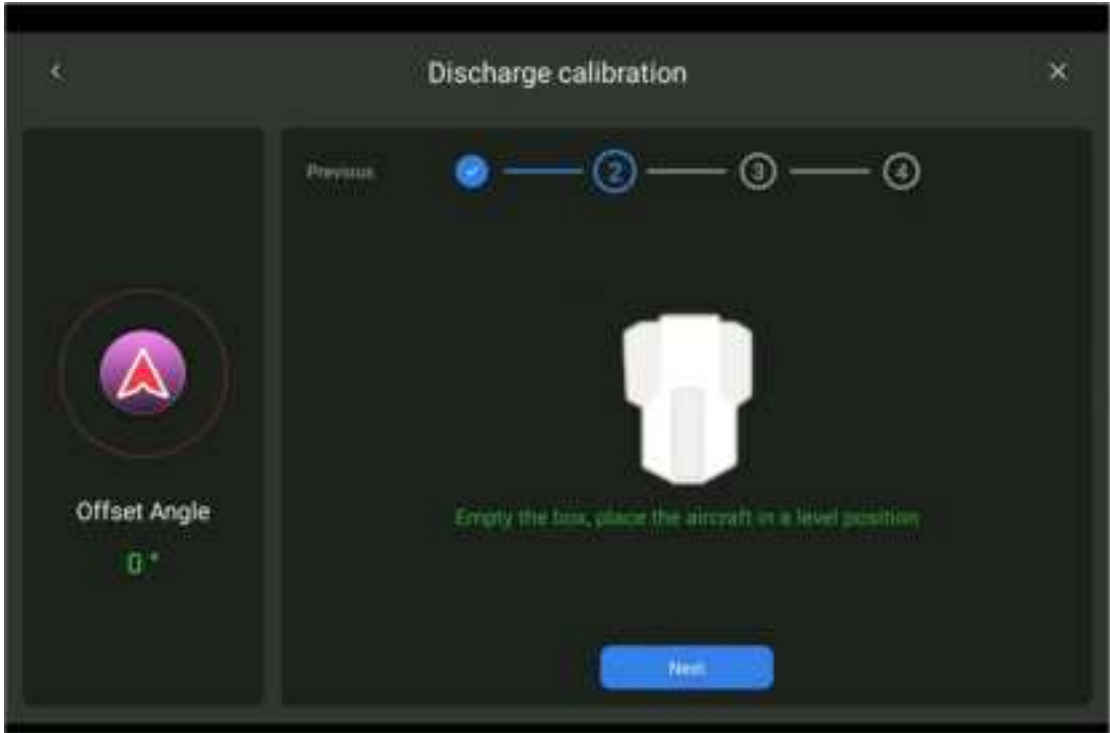 Discharge calibration
Previous
2
3
4
Offset Angle
0°
Empty the box, place the aircraft in a level position
Next